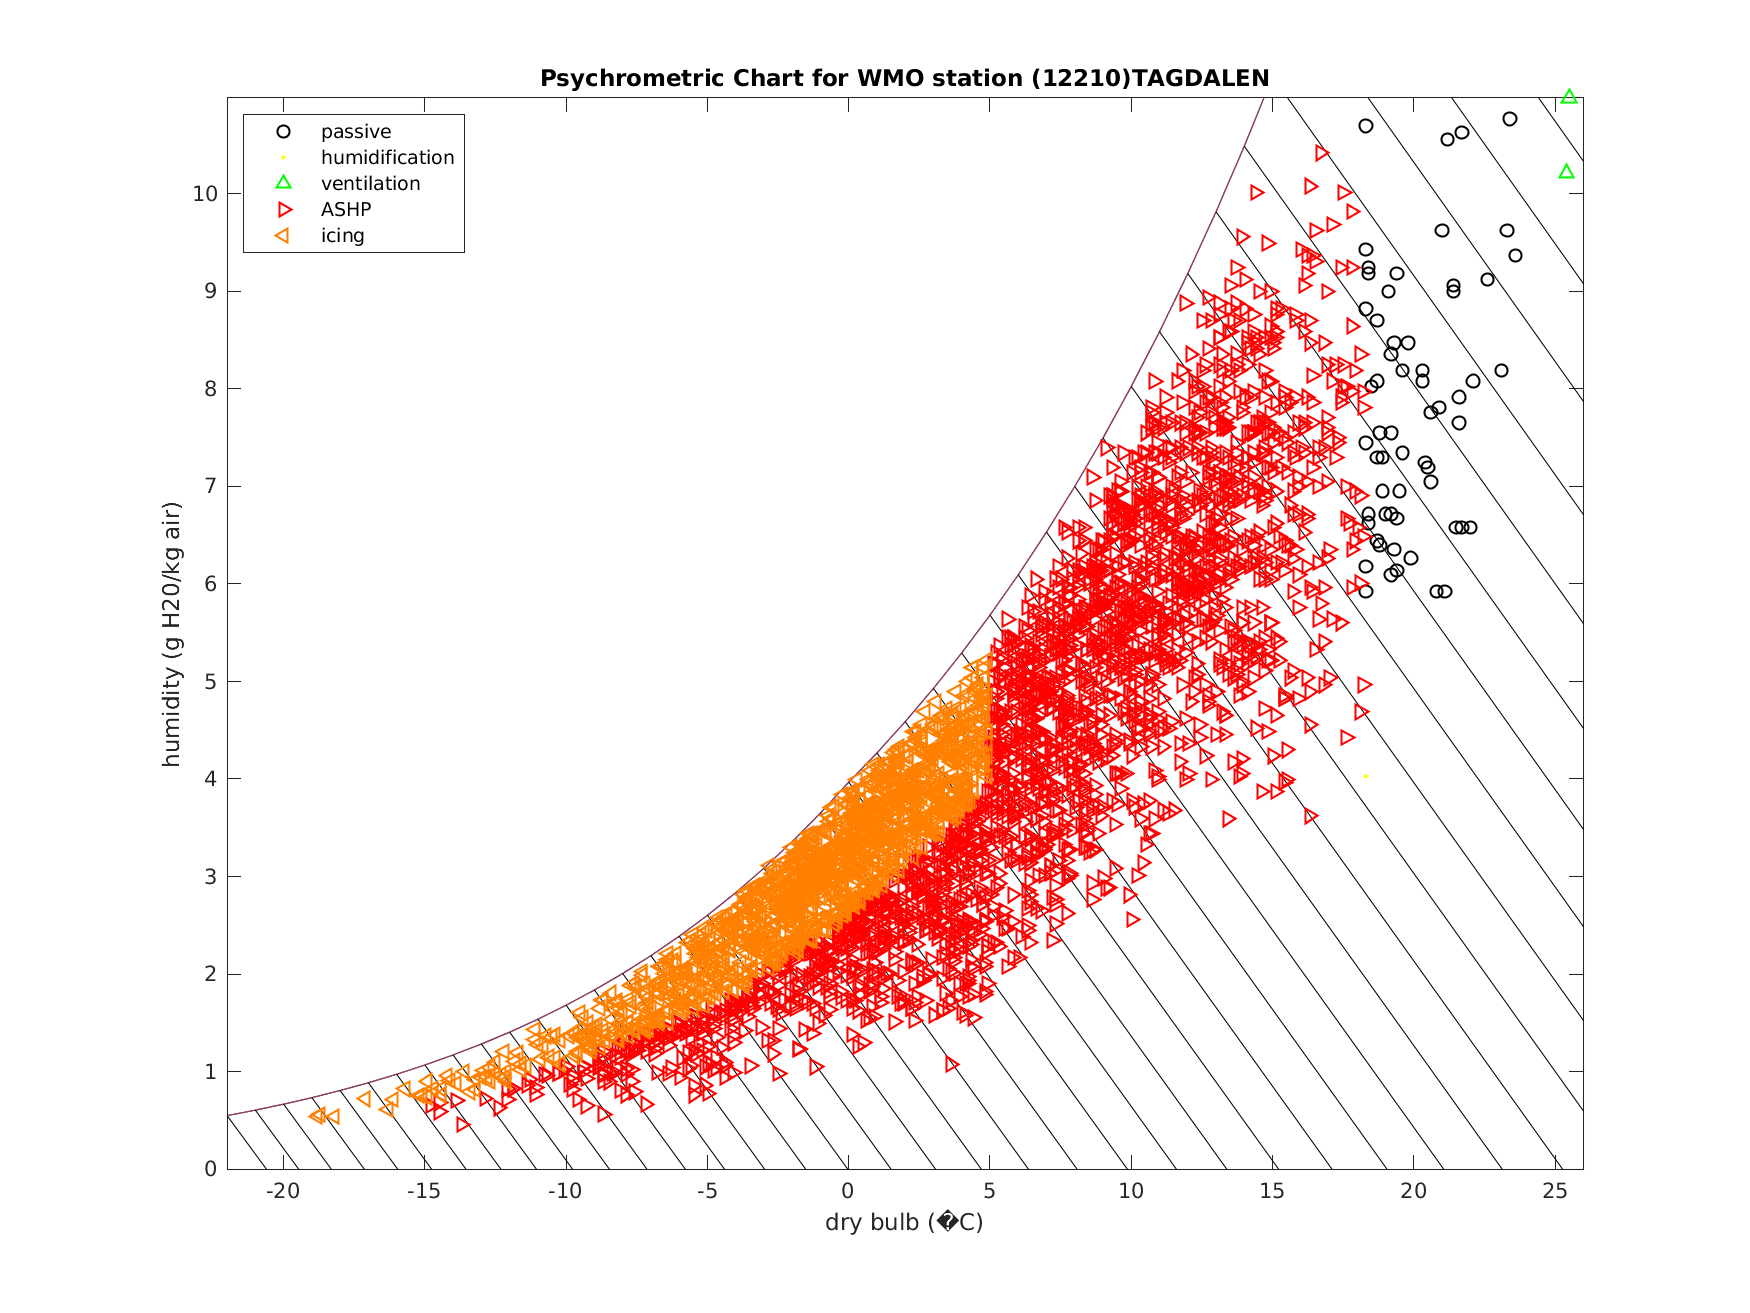 Psychrometric Chart for WMO station (12210)TAGDALEN
passive
humidification
ventilation
ASHP
icing
humidity (g H20/kg air)
10
9
8
7
6
5
4
3
2
1
0
-20 -15 -10 -5 0 5 10 15 20 25
dry bulb (�C)